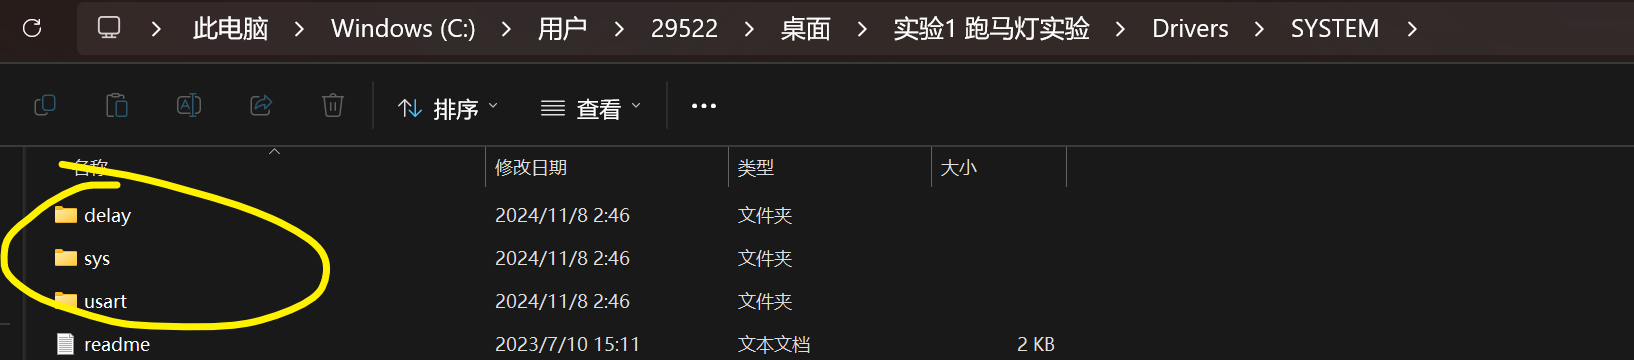 此电脑 > Windows (C:) > 用户 > 29522 > 桌面 > 实验1 跑马灯实验 > Drivers > SYSTEM >
排序 查看 ...
名称 修改日期 类型 大小
delay 2024/11/8 2:46 文件夹
sys 2024/11/8 2:46 文件夹
usart 2024/11/8 2:46 文件夹
readme 2023/7/10 15:11 文本文档 2 KB